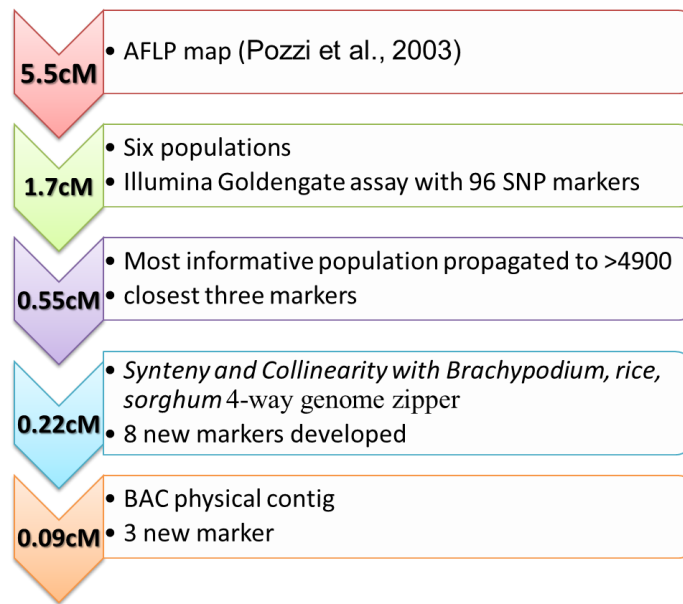 5.5cM
• AFLP map (Pozzi et al., 2003)
1.7cM
• Six populations
• Illumina Goldengate assay with 96 SNP markers
0.55cM
• Most informative population propagated to >4900
• closest three markers
0.22cM
• Synteny and Collinearity with Brachypodium, rice,
sorghum 4-way genome zipper
• 8 new markers developed
0.09cM
• BAC physical contig
• 3 new marker